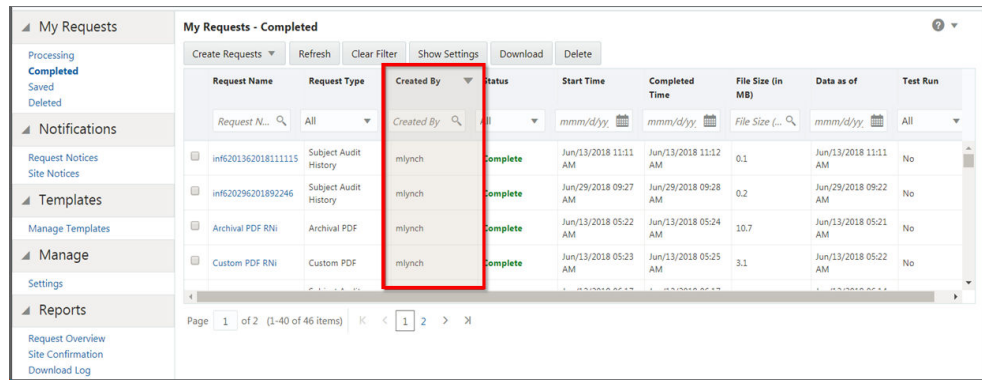 My Requests
Processing
Completed
Saved
Deleted
Notifications
Request Notices
Site Notices
Templates
Manage Templates
Manage
Settings
Reports
Request Overview
Site Confirmation
Download Log
My Requests - Completed
Create Requests Refresh Clear Filter Show Settings Download Delete
Request Name Request Type Created By Status Start Time Completed Time File Size (in MB) Data as of Test Run
Request N... All Created By All mmm/d/yy mmm/d/yy File Size (... mmm/d/yy All
inf6201362018111115 Subject Audit History mlynch Complete Jun/13/2018 11:11 AM Jun/13/2018 11:12 AM 0.1 Jun/13/2018 11:11 AM No
inf620296201892246 Subject Audit History mlynch Complete Jun/29/2018 09:27 AM Jun/29/2018 09:28 AM 0.2 Jun/29/2018 09:22 AM No
Archival PDF RNi Archival PDF mlynch Complete Jun/13/2018 05:22 AM Jun/13/2018 05:24 AM 10.7 Jun/13/2018 05:21 AM No
Custom PDF RNi Custom PDF mlynch Complete Jun/13/2018 05:23 AM Jun/13/2018 05:25 AM 3.1 Jun/13/2018 05:22 AM No
Page 1 of 2 (1-40 of 46 items) 1 2